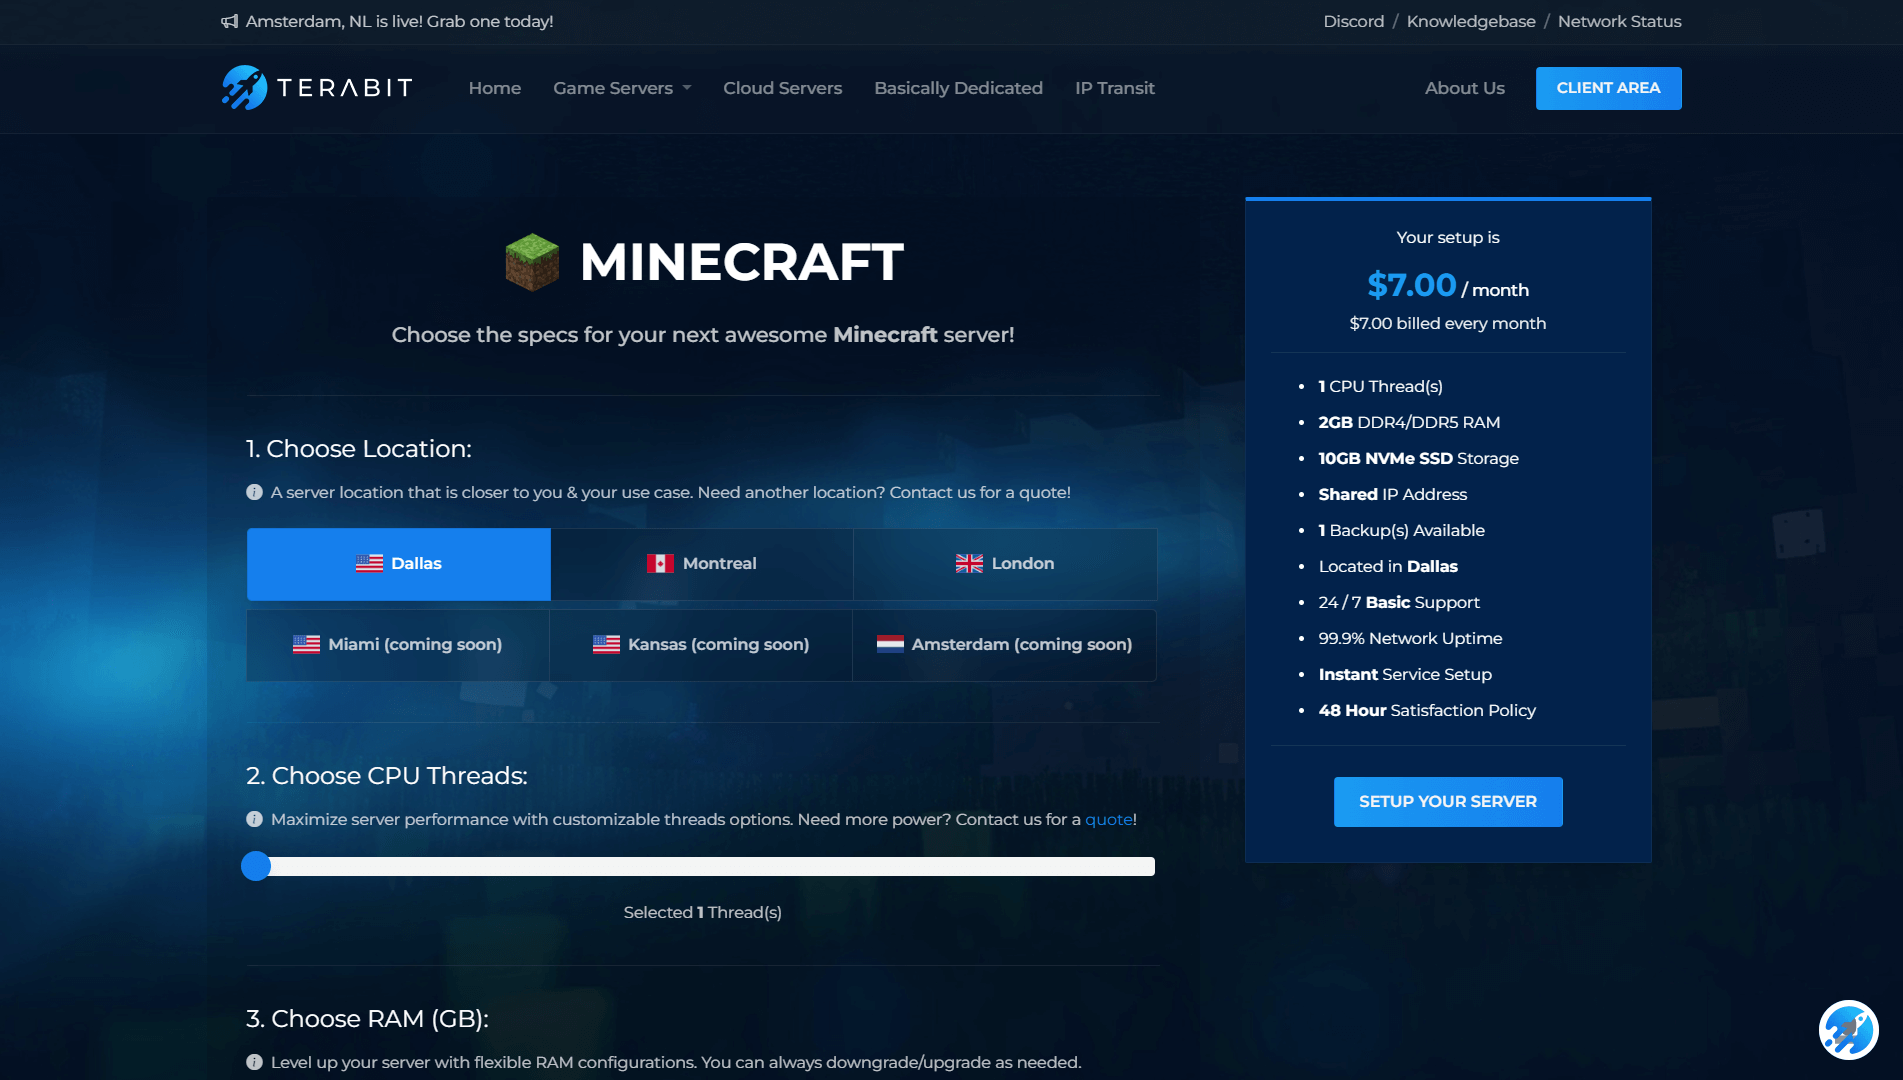 Amsterdam, NL is live! Grab one today!
Discord / Knowledgebase / Network Status
TERABIT
Home
Game Servers
Cloud Servers
Basically Dedicated
IP Transit
About Us
CLIENT AREA
MINECRAFT
Choose the specs for your next awesome Minecraft server!
1. Choose Location:
A server location that is closer to you & your use case. Need another location? Contact us for a quote!
Dallas
Montreal
London
Miami (coming soon)
Kansas (coming soon)
Amsterdam (coming soon)
2. Choose CPU Threads:
Maximize server performance with customizable threads options. Need more power? Contact us for a quote!
Selected 1 Thread(s)
3. Choose RAM (GB):
Level up your server with flexible RAM configurations. You can always downgrade/upgrade as needed.
Your setup is
$7.00 / month
$7.00 billed every month
1 CPU Thread(s)
2GB DDR4/DDR5 RAM
10GB NVMe SSD Storage
Shared IP Address
1 Backup(s) Available
Located in Dallas
24 / 7 Basic Support
99.9% Network Uptime
Instant Service Setup
48 Hour Satisfaction Policy
SETUP YOUR SERVER